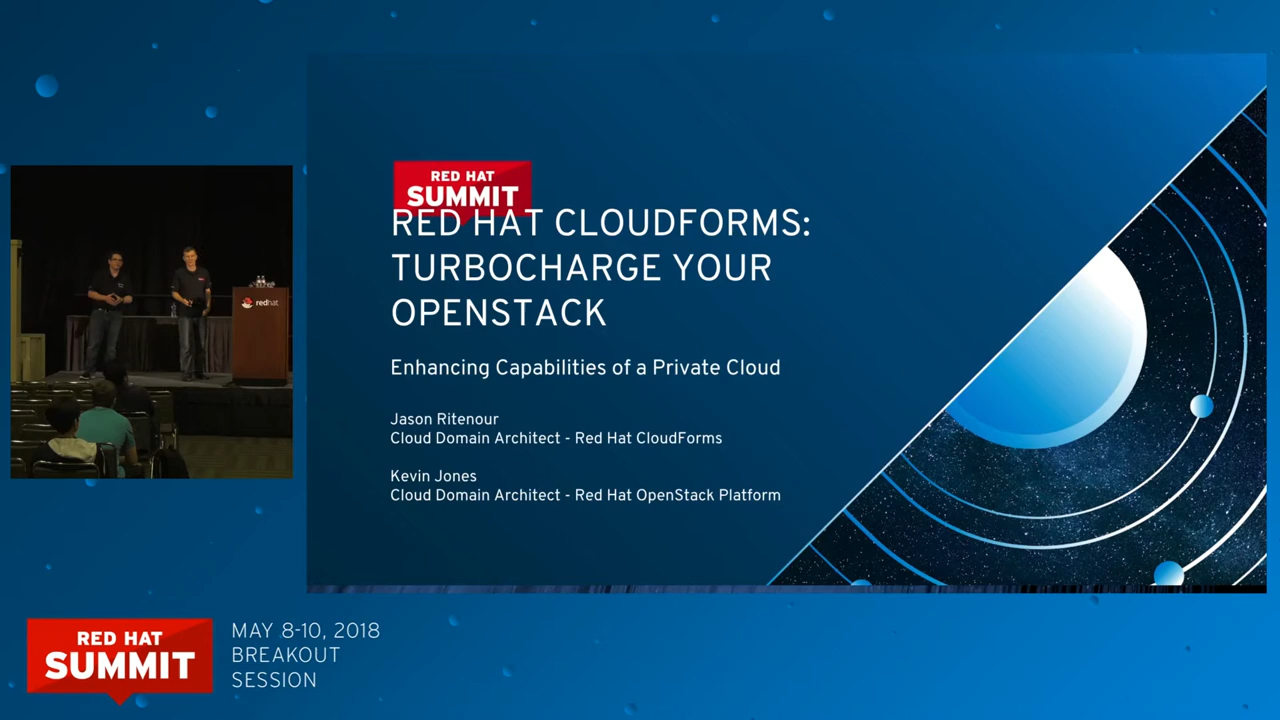 RED HAT
SUMMIT
RED HAT CLOUDFORMS:
TURBOCHARGE YOUR
OPENSTACK
Enhancing Capabilities of a Private Cloud
Jason Ritenour
Cloud Domain Architect - Red Hat CloudForms
Kevin Jones
Cloud Domain Architect - Red Hat OpenStack Platform
redhat
RED HAT
SUMMIT
MAY 8-10, 2018
BREAKOUT
SESSION